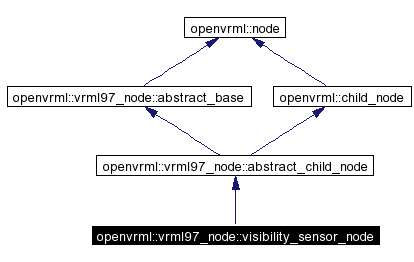 openvrml::node
openvrml::vrml97_node::abstract_base
openvrml::child_node
openvrml::vrml97_node::abstract_child_node
openvrml::vrml97_node::visibility_sensor_node